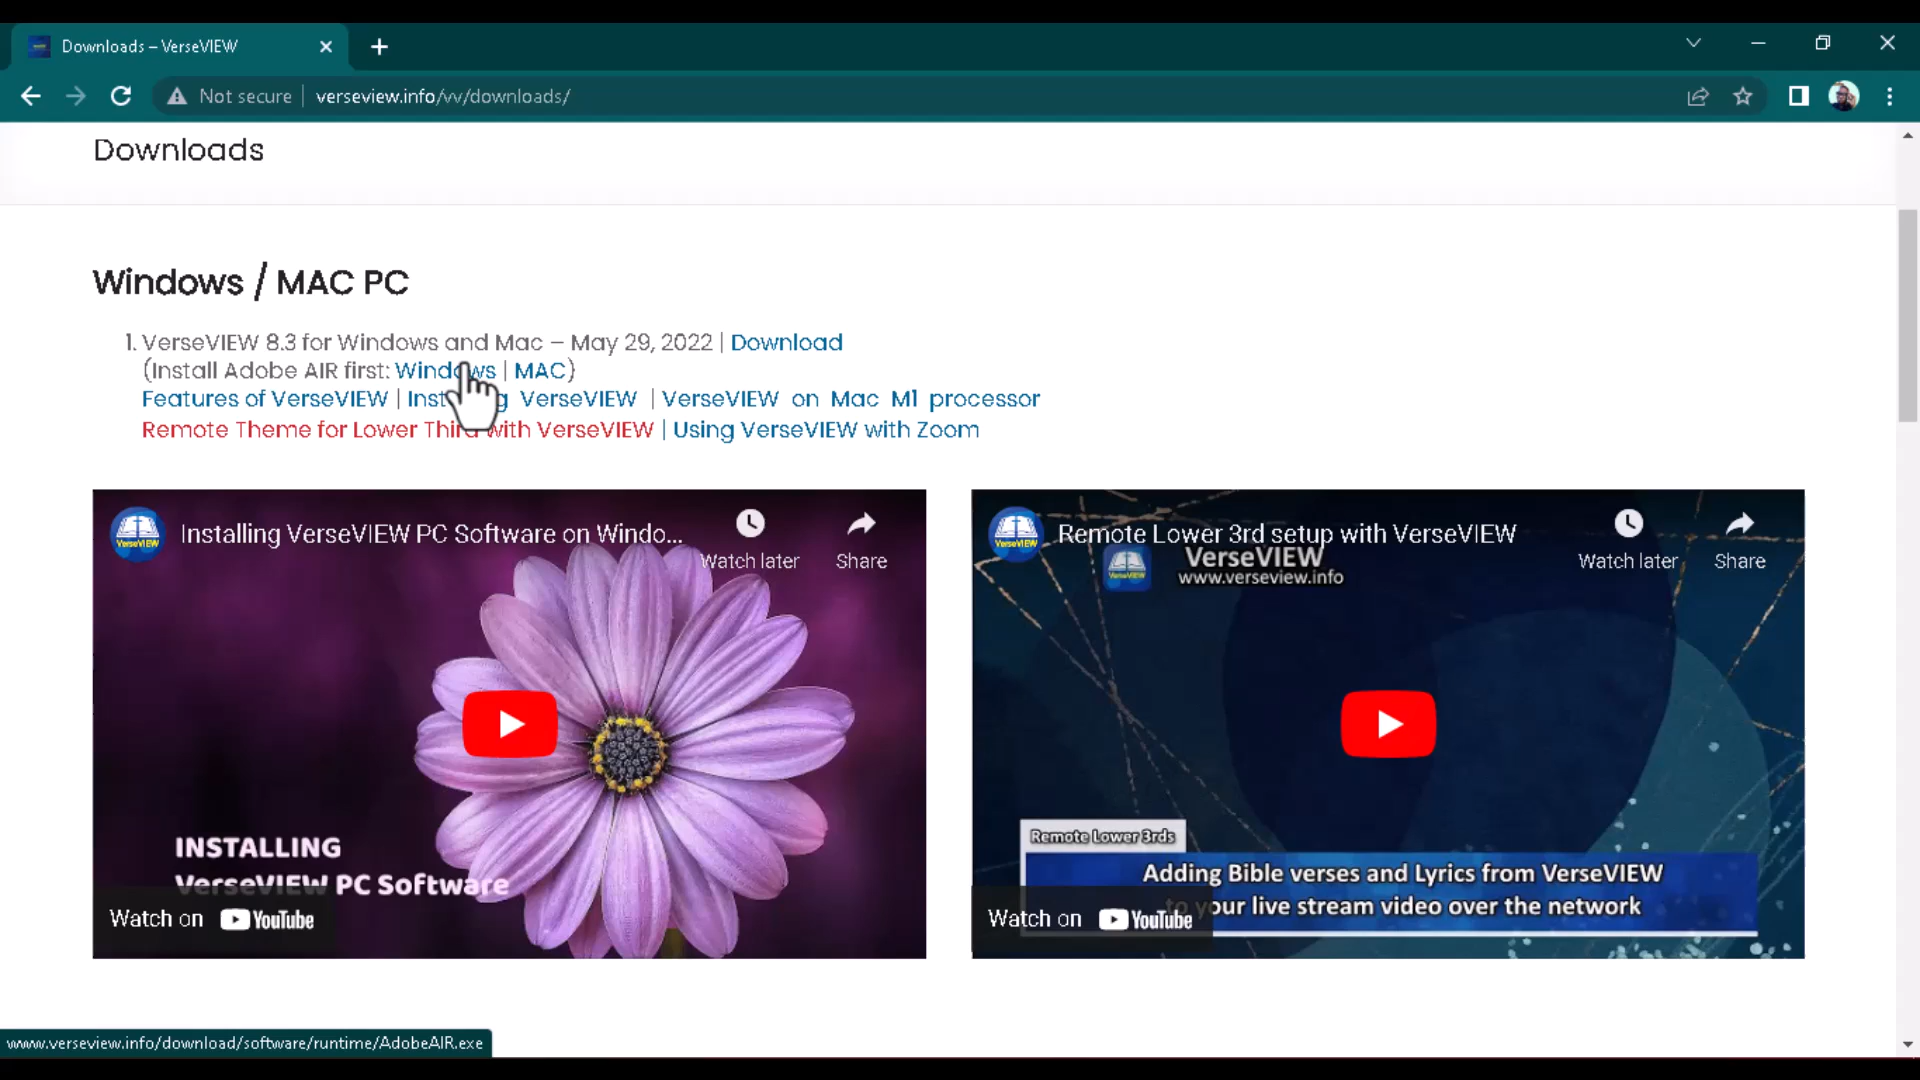 Downloads – VerseVIEW
Not secure
verseview.info/vv/downloads/
Downloads
Windows / MAC PC
1. VerseVIEW 8.3 for Windows and Mac – May 29, 2022 | Download
(Install Adobe AIR first: Windows | MAC)
Features of VerseVIEW | VerseVIEW | VerseVIEW on Mac M1 processor
Remote Theme for Lower Third with VerseVIEW | Using VerseVIEW with Zoom
Installing VerseVIEW PC Software on Windo...
Watch later
Share
INSTALLING
VerseVIEW PC Software
Watch on YouTube
Remote Lower 3rd setup with VerseVIEW
Watch later
Share
VerseVIEW
www.verseview.info
Remote Lower 3rds
Adding Bible verses and Lyrics from VerseVIEW
to your live stream video over the network
Watch on YouTube
www.verseview.info/download/software/runtime/AdobeAIR.exe